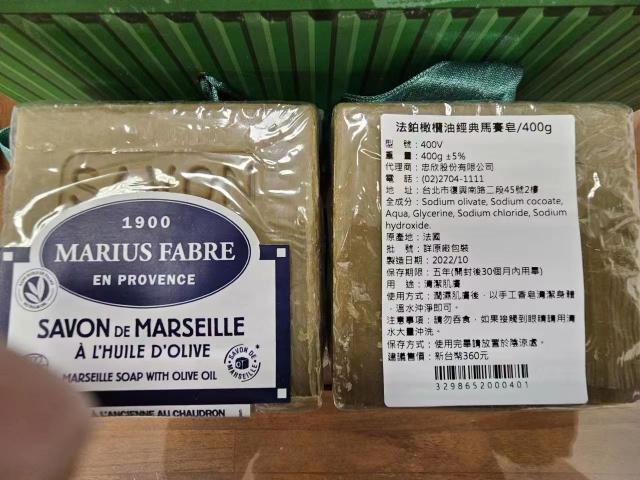 SAVON
1900
MARIUS FABRE
EN PROVENCE
SAVON DE MARSEILLE
À L'HUILE D'OLIVE
MARSEILLE SOAP WITH OLIVE OIL
SAVON DE MARSEILLE
À L'ANCIENNE AU CHAUDRON
法鉑橄欖油經典馬賽皂/400g
型 號：400V
重 量：400g ±5%
代理商：忠欣股份有限公司
電 話：(02)2704-1111
地 址：台北市復興南路二段45號2樓
全成分：Sodium olivate, Sodium cocoate,
Aqua, Glycerine, Sodium chloride, Sodium
hydroxide.
原產地：法國
批 號：詳原廠包裝
製造日期：2022/10
保存期限：五年(開封後30個月內用畢)
用 途：清潔肌膚
使用方式：潤濕肌膚後，以手工香皂清潔身體
，溫水沖淨即可。
注意事項：請勿吞食，如果接觸到眼睛請用清
水大量沖洗。
保存方式：使用完畢請放置於陰涼處。
建議售價：新台幣360元
3298652000401